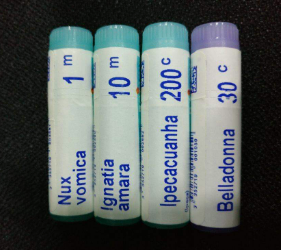 Nux
vomica
1 m
Ignatia
amara
10 m
Ipecacuanha
200 c
Belladonna
30 c